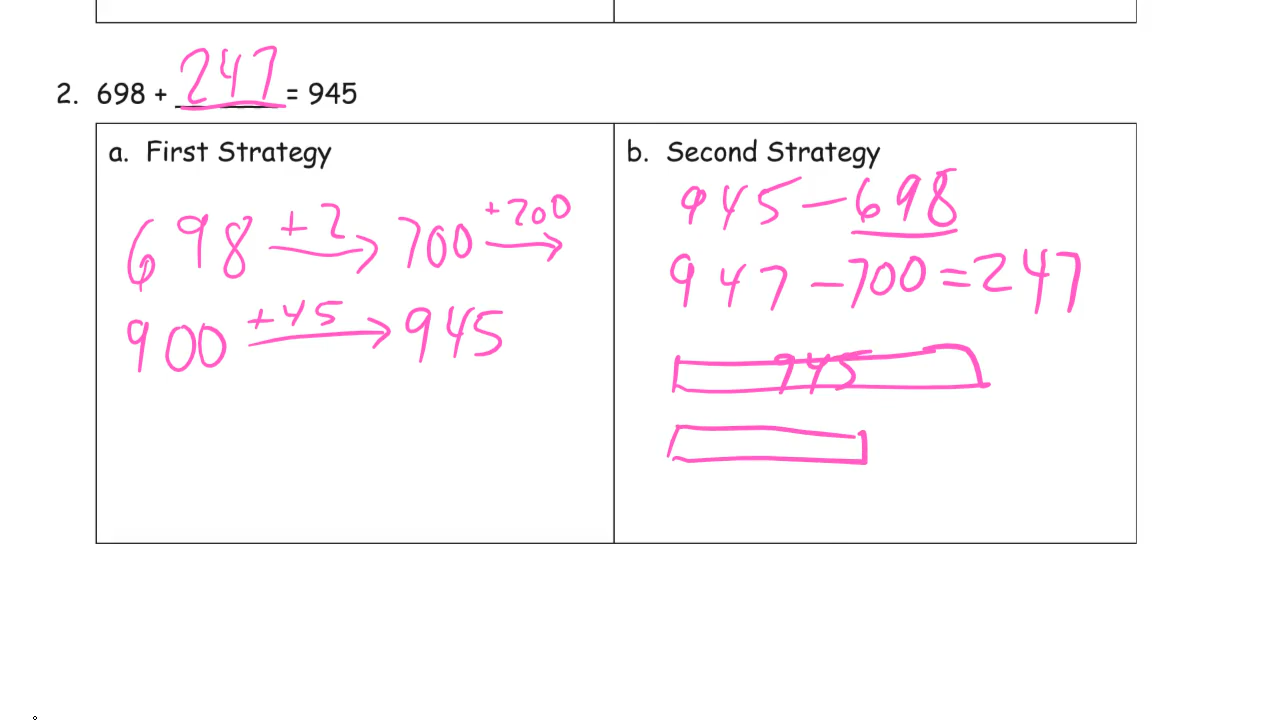 2. 698 + 247 = 945
a. First Strategy
698 +2 → 700 +200 →
900 +45 → 945
b. Second Strategy
945 - 698
947 - 700 = 247
945